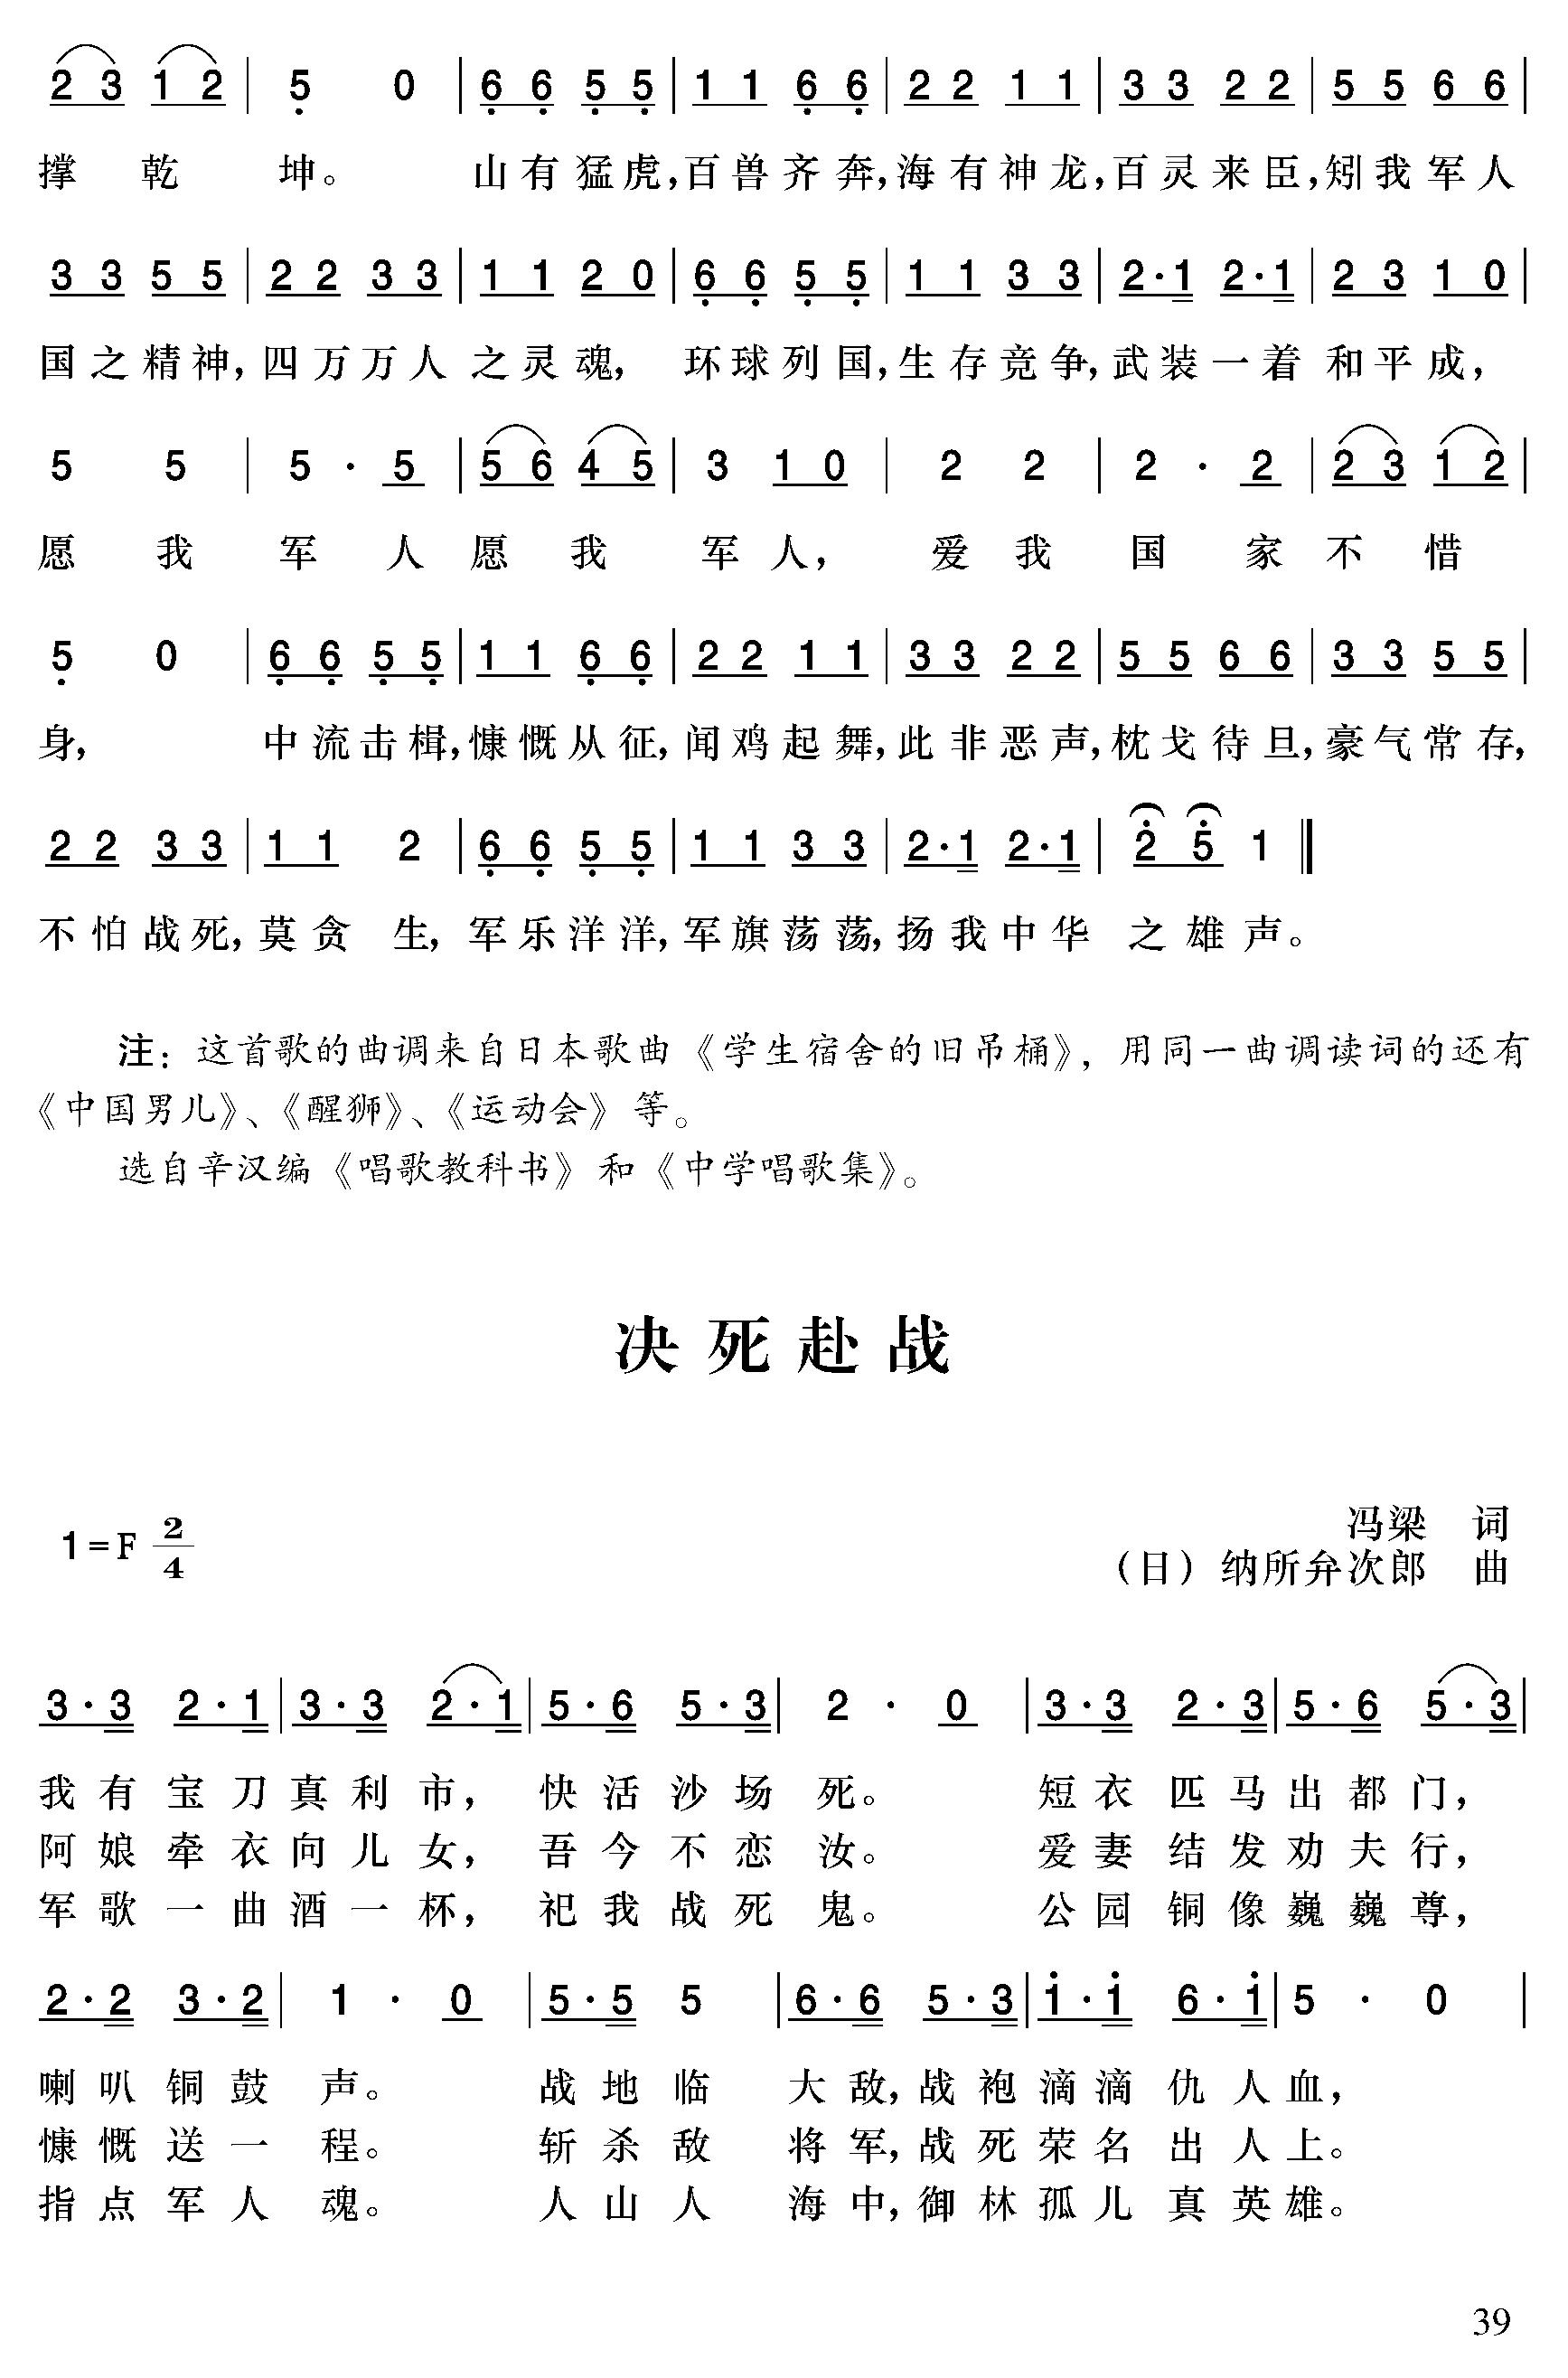 2 3 1 2 | 5̣ 0 | 6̣ 6̣ 5̣ 5̣ | 1 1 6̣ 6̣ | 2 2 1 1 | 3 3 2 2 | 5 5 6 6 |
撑 乾 坤。 山有猛虎,百兽齐奔,海有神龙,百灵来臣,矧我军人
3 3 5 5 | 2 2 3 3 | 1 1 2 0 | 6̣ 6̣ 5̣ 5̣ | 1 1 3 3 | 2·1 2·1 | 2 3 1 0 |
国之精神,四万万人之灵魂, 环球列国,生存竞争,武装一着和平成,
5 5 | 5 · 5 | 5 6 4 5 | 3 1 0 | 2 2 | 2 · 2 | 2 3 1 2 |
愿 我 军 人 愿 我 军 人, 爱 我 国 家 不 惜
5̣ 0 | 6̣ 6̣ 5̣ 5̣ | 1 1 6̣ 6̣ | 2 2 1 1 | 3 3 2 2 | 5 5 6 6 | 3 3 5 5 |
身, 中流击楫,慷慨从征,闻鸡起舞,此非恶声,枕戈待旦,豪气常存,
2 2 3 3 | 1 1 2 | 6̣ 6̣ 5̣ 5̣ | 1 1 3 3 | 2·1 2·1 | 2 5 1 ‖
不怕战死,莫贪 生, 军乐洋洋,军旗荡荡,扬我中华 之雄声。
注:这首歌的曲调来自日本歌曲《学生宿舍的旧吊桶》,用同一曲调读词的还有
《中国男儿》、《醒狮》、《运动会》等。
选自辛汉编《唱歌教科书》和《中学唱歌集》。
决死赴战
1=F 2/4
冯梁 词
(日)纳所弁次郎 曲
3·3 2·1 | 3·3 2·1 | 5·6 5·3 | 2 · 0 | 3·3 2·3 | 5·6 5·3 |
我有宝刀真利市, 快活沙场死。 短衣匹马出都门,
阿娘牵衣向儿女, 吾今不恋汝。 爱妻结发劝夫行,
军歌一曲酒一杯, 祀我战死鬼。 公园铜像巍巍尊,
2·2 3·2 | 1 · 0 | 5·5 5 | 6·6 5·3 | 1̇·1̇ 6·1̇ | 5 · 0 |
喇叭铜鼓声。 战地临大敌,战袍滴滴仇人血,
慷慨送一程。 斩杀敌将军,战死荣名出人上。
指点军人魂。 人山人海中,御林孤儿真英雄。
39